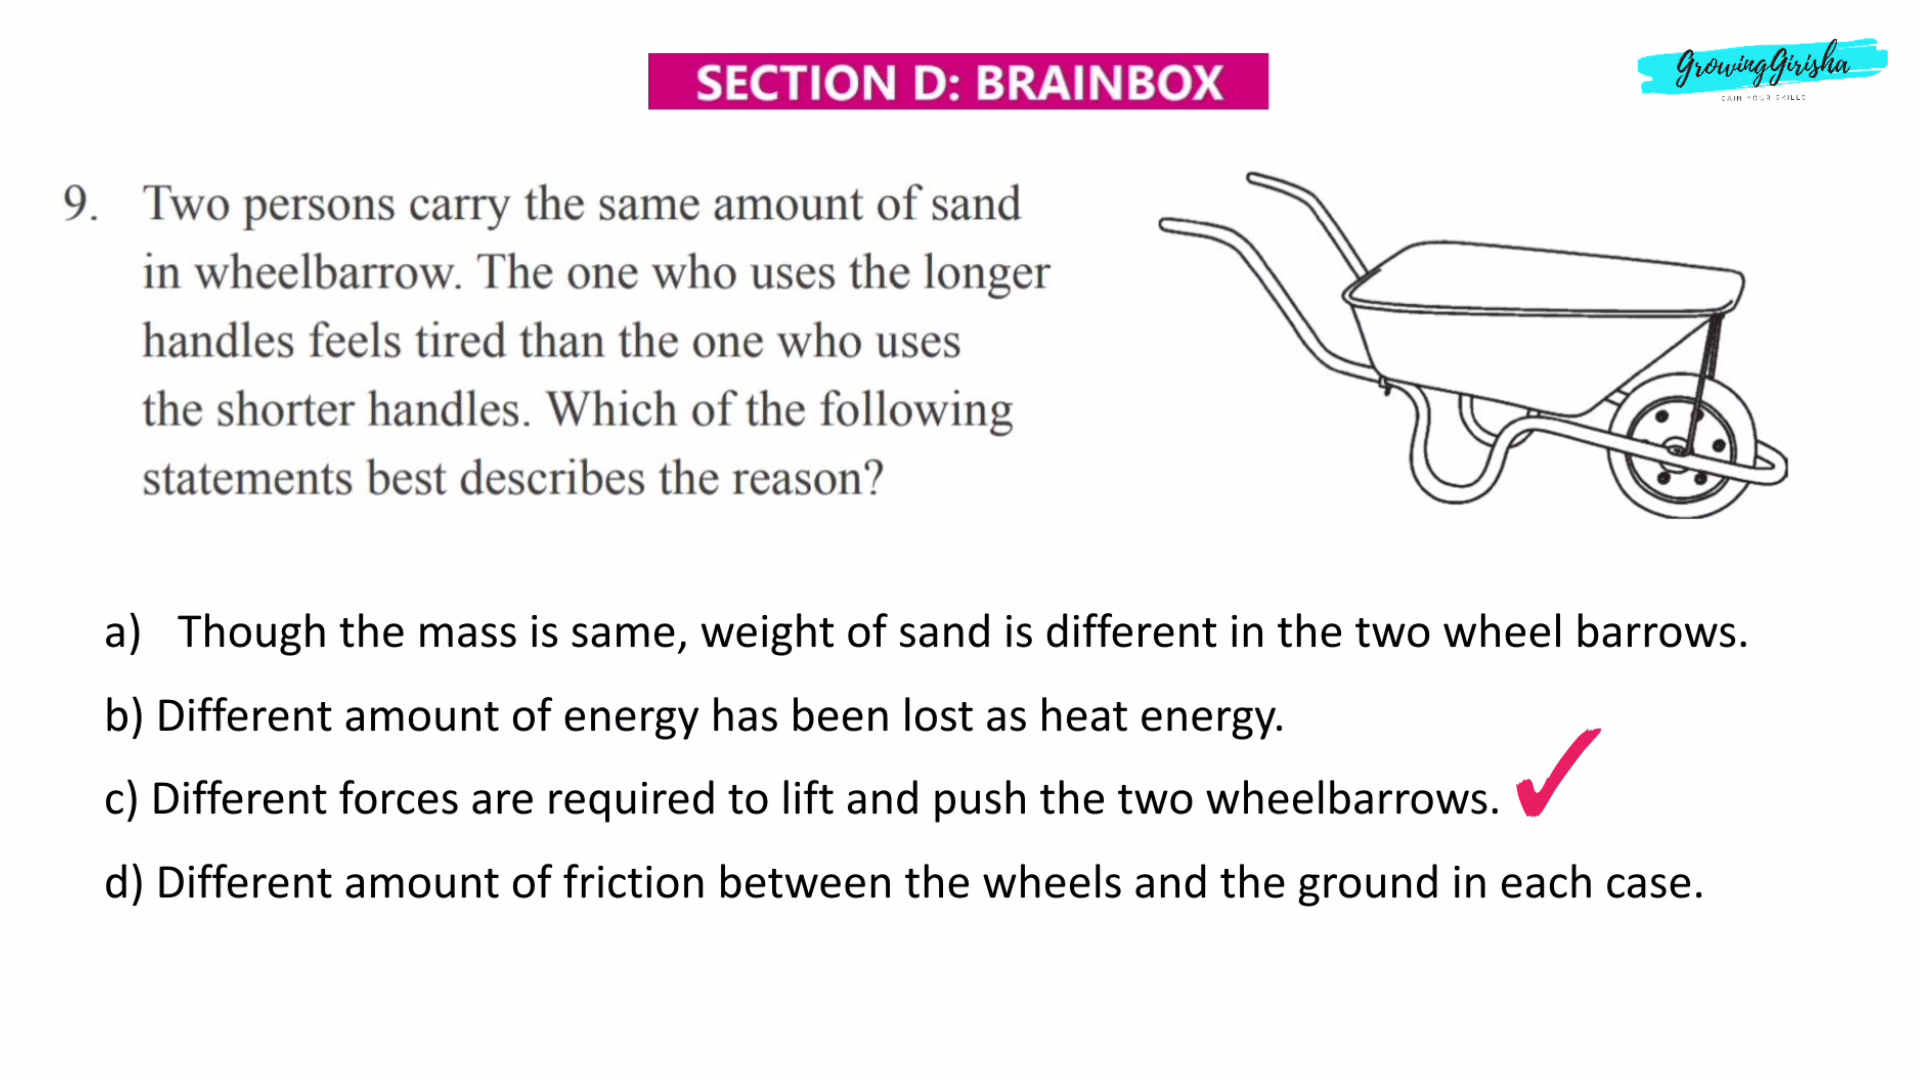 SECTION D: BRAINBOX
GrowingGirisha
GAIN YOUR SKILLS
9. Two persons carry the same amount of sand
in wheelbarrow. The one who uses the longer
handles feels tired than the one who uses
the shorter handles. Which of the following
statements best describes the reason?
a) Though the mass is same, weight of sand is different in the two wheel barrows.
b) Different amount of energy has been lost as heat energy.
c) Different forces are required to lift and push the two wheelbarrows.
d) Different amount of friction between the wheels and the ground in each case.